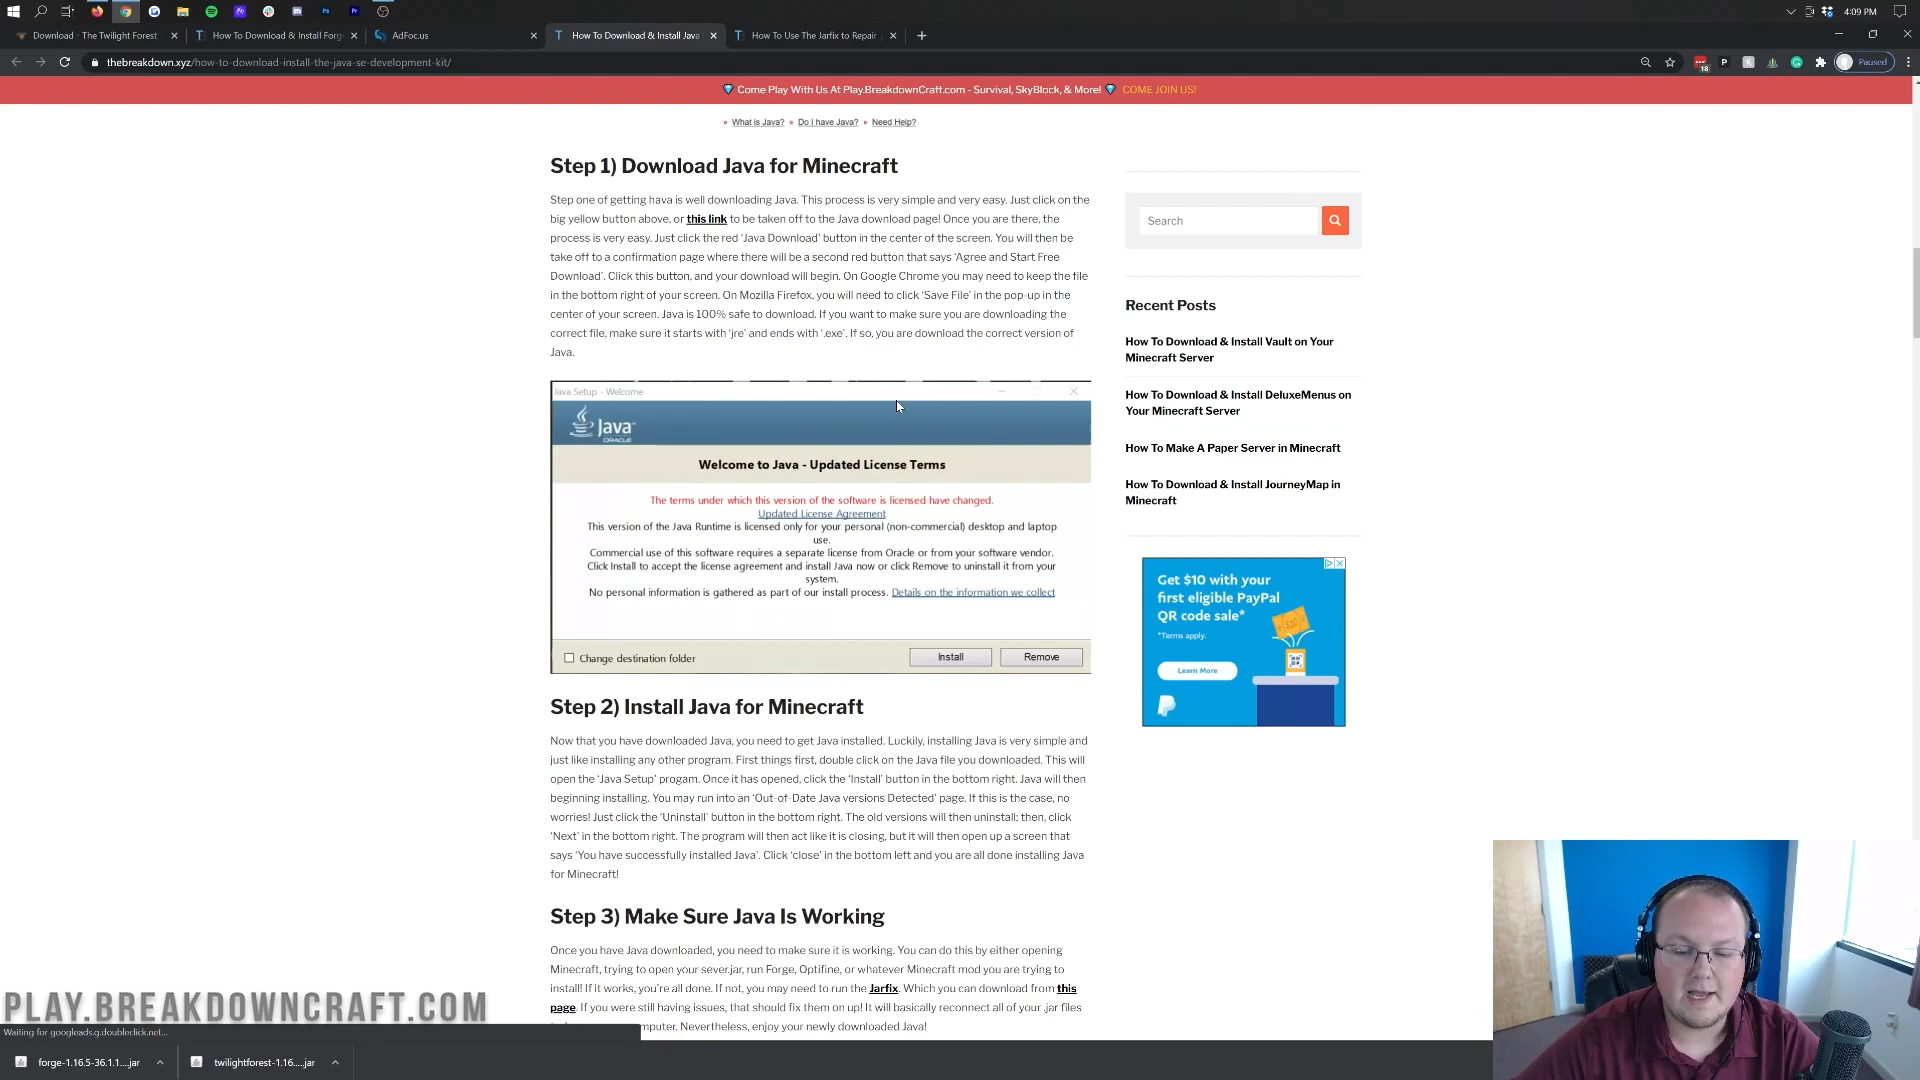 4:09 PM
Download - The Twilight Forest
How To Download & Install Forg
AdFoc.us
How To Download & Install Java
How To Use The Jarfix to Repair
thebreakdown.xyz/how-to-download-install-the-java-se-development-kit/
18
P
Paused
Come Play With Us At Play.BreakdownCraft.com - Survival, SkyBlock, & More! COME JOIN US!
» What is Java? » Do I have Java? » Need Help?
Step 1) Download Java for Minecraft
Step one of getting hava is well downloading Java. This process is very simple and very easy. Just click on the
big yellow button above, or this link to be taken off to the Java download page! Once you are there, the
process is very easy. Just click the red ‘Java Download’ button in the center of the screen. You will then be
take off to a confirmation page where there will be a second red button that says ‘Agree and Start Free
Download’. Click this button, and your download will begin. On Google Chrome you may need to keep the file
in the bottom right of your screen. On Mozilla Firefox, you will need to click ‘Save File’ in the pop-up in the
center of your screen. Java is 100% safe to download. If you want to make sure you are downloading the
correct file, make sure it starts with ‘jre’ and ends with ‘.exe’. If so, you are download the correct version of
Java.
Java Setup - Welcome
Java
ORACLE
Welcome to Java - Updated License Terms
The terms under which this version of the software is licensed have changed.
Updated License Agreement
This version of the Java Runtime is licensed only for your personal (non-commercial) desktop and laptop
use.
Commercial use of this software requires a separate license from Oracle or from your software vendor.
Click Install to accept the license agreement and install Java now or click Remove to uninstall it from your
system.
No personal information is gathered as part of our install process. Details on the information we collect
Change destination folder
Install
Remove
Step 2) Install Java for Minecraft
Now that you have downloaded Java, you need to get Java installed. Luckily, installing Java is very simple and
just like installing any other program. First things first, double click on the Java file you downloaded. This will
open the ‘Java Setup’ progam. Once it has opened, click the ‘Install’ button in the bottom right. Java will then
beginning installing. You may run into an ‘Out-of-Date Java versions Detected’ page. If this is the case, no
worries! Just click the ‘Uninstall’ button in the bottom right. The old versions will then uninstall; then, click
‘Next’ in the bottom right. The program will then act like it is closing, but it will then open up a screen that
says ‘You have successfully installed Java’. Click ‘close’ in the bottom left and you are all done installing Java
for Minecraft!
Step 3) Make Sure Java Is Working
Once you have Java downloaded, you need to make sure it is working. You can do this by either opening
Minecraft, trying to open your sever.jar, run Forge, Optifine, or whatever Minecraft mod you are trying to
install! If it works, you’re all done. If not, you may need to run the Jarfix. Which you can download from this
page. If you were still having issues, that should fix them on up! It will basically reconnect all of your .jar files
mputer. Nevertheless, enjoy your newly downloaded Java!
Search
Recent Posts
How To Download & Install Vault on Your
Minecraft Server
How To Download & Install DeluxeMenus on
Your Minecraft Server
How To Make A Paper Server in Minecraft
How To Download & Install JourneyMap in
Minecraft
Get $10 with your
first eligible PayPal
QR code sale*
*Terms apply.
Learn More
PLAY.BREAKDOWNCRAFT.COM
Waiting for googleads.g.doubleclick.net...
forge-1.16.5-36.1.1....jar
twilightforest-1.16.....jar